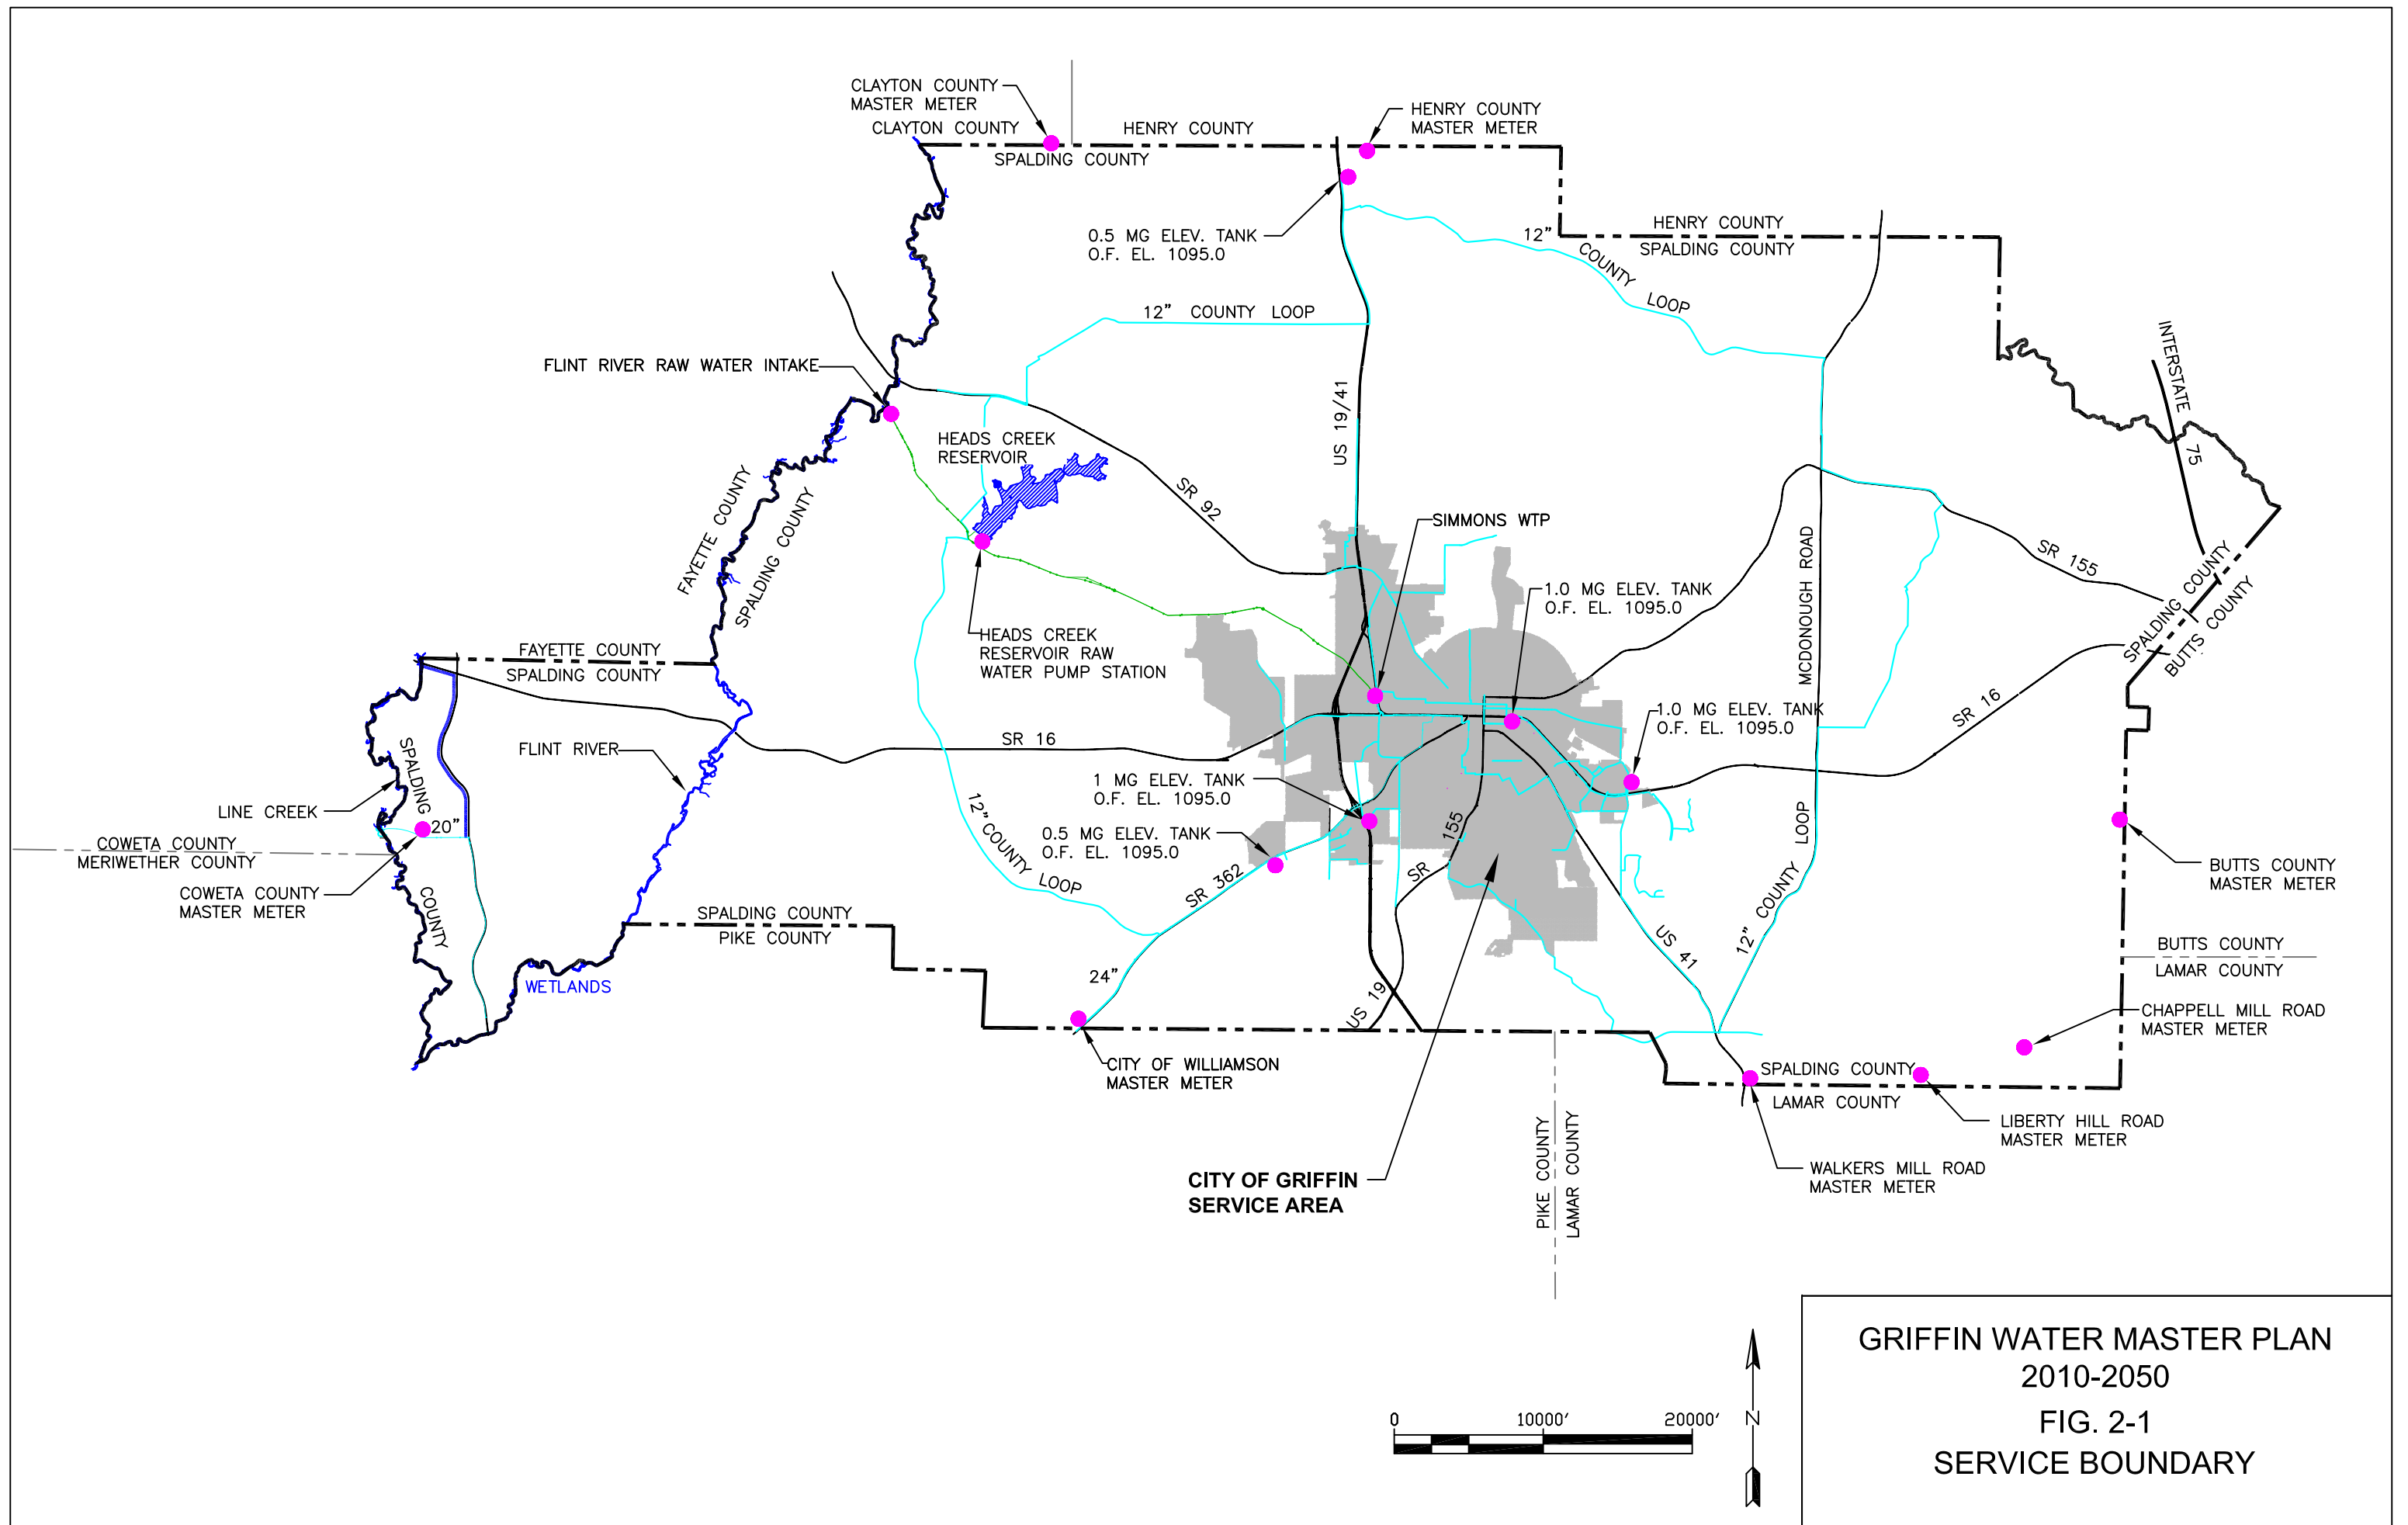 CLAYTON COUNTY
MASTER METER
CLAYTON COUNTY
HENRY COUNTY
SPALDING COUNTY
HENRY COUNTY
MASTER METER
0.5 MG ELEV. TANK
O.F. EL. 1095.0
12" COUNTY LOOP
HENRY COUNTY
SPALDING COUNTY
12" COUNTY LOOP
INTERSTATE 75
FLINT RIVER RAW WATER INTAKE
US 19/41
HEADS CREEK
RESERVOIR
SR 92
FAYETTE COUNTY
SPALDING COUNTY
SIMMONS WTP
MCDONOUGH ROAD
SR 155
SPALDING COUNTY
BUTTS COUNTY
1.0 MG ELEV. TANK
O.F. EL. 1095.0
HEADS CREEK
RESERVOIR RAW
WATER PUMP STATION
FAYETTE COUNTY
SPALDING COUNTY
1.0 MG ELEV. TANK
O.F. EL. 1095.0
SR 16
SR 16
FLINT RIVER
SPALDING COUNTY
LINE CREEK
20"
1 MG ELEV. TANK
O.F. EL. 1095.0
12" COUNTY LOOP
0.5 MG ELEV. TANK
O.F. EL. 1095.0
SR 155
COWETA COUNTY
MERIWETHER COUNTY
COWETA COUNTY
MASTER METER
BUTTS COUNTY
MASTER METER
SR 362
12" COUNTY LOOP
SPALDING COUNTY
PIKE COUNTY
US 41
BUTTS COUNTY
LAMAR COUNTY
WETLANDS
24"
US 19
CHAPPELL MILL ROAD
MASTER METER
CITY OF WILLIAMSON
MASTER METER
SPALDING COUNTY
LAMAR COUNTY
LIBERTY HILL ROAD
MASTER METER
WALKERS MILL ROAD
MASTER METER
PIKE COUNTY
LAMAR COUNTY
CITY OF GRIFFIN
SERVICE AREA
0 10000' 20000'
N
GRIFFIN WATER MASTER PLAN
2010-2050
FIG. 2-1
SERVICE BOUNDARY